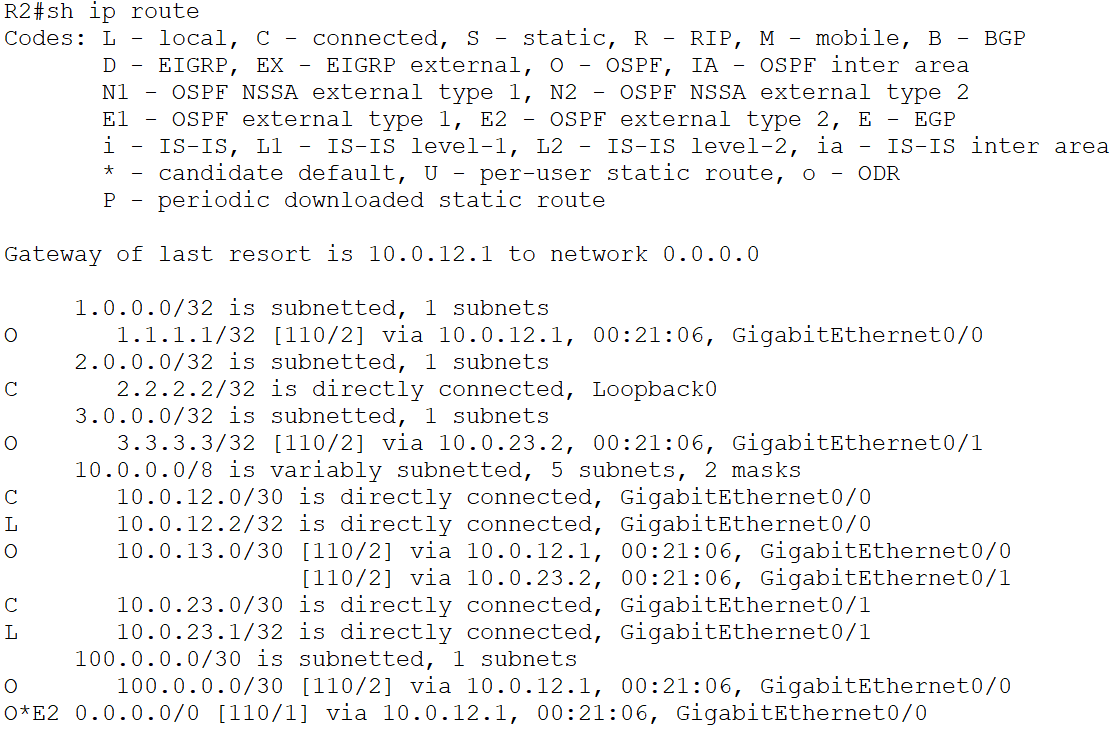 R2#sh ip route
Codes: L - local, C - connected, S - static, R - RIP, M - mobile, B - BGP
       D - EIGRP, EX - EIGRP external, O - OSPF, IA - OSPF inter area
       N1 - OSPF NSSA external type 1, N2 - OSPF NSSA external type 2
       E1 - OSPF external type 1, E2 - OSPF external type 2, E - EGP
       i - IS-IS, L1 - IS-IS level-1, L2 - IS-IS level-2, ia - IS-IS inter area
       * - candidate default, U - per-user static route, o - ODR
       P - periodic downloaded static route

Gateway of last resort is 10.0.12.1 to network 0.0.0.0

     1.0.0.0/32 is subnetted, 1 subnets
O       1.1.1.1/32 [110/2] via 10.0.12.1, 00:21:06, GigabitEthernet0/0
     2.0.0.0/32 is subnetted, 1 subnets
C       2.2.2.2/32 is directly connected, Loopback0
     3.0.0.0/32 is subnetted, 1 subnets
O       3.3.3.3/32 [110/2] via 10.0.23.2, 00:21:06, GigabitEthernet0/1
     10.0.0.0/8 is variably subnetted, 5 subnets, 2 masks
C       10.0.12.0/30 is directly connected, GigabitEthernet0/0
L       10.0.12.2/32 is directly connected, GigabitEthernet0/0
O       10.0.13.0/30 [110/2] via 10.0.12.1, 00:21:06, GigabitEthernet0/0
                     [110/2] via 10.0.23.2, 00:21:06, GigabitEthernet0/1
C       10.0.23.0/30 is directly connected, GigabitEthernet0/1
L       10.0.23.1/32 is directly connected, GigabitEthernet0/1
     100.0.0.0/30 is subnetted, 1 subnets
O       100.0.0.0/30 [110/2] via 10.0.12.1, 00:21:06, GigabitEthernet0/0
O*E2 0.0.0.0/0 [110/1] via 10.0.12.1, 00:21:06, GigabitEthernet0/0